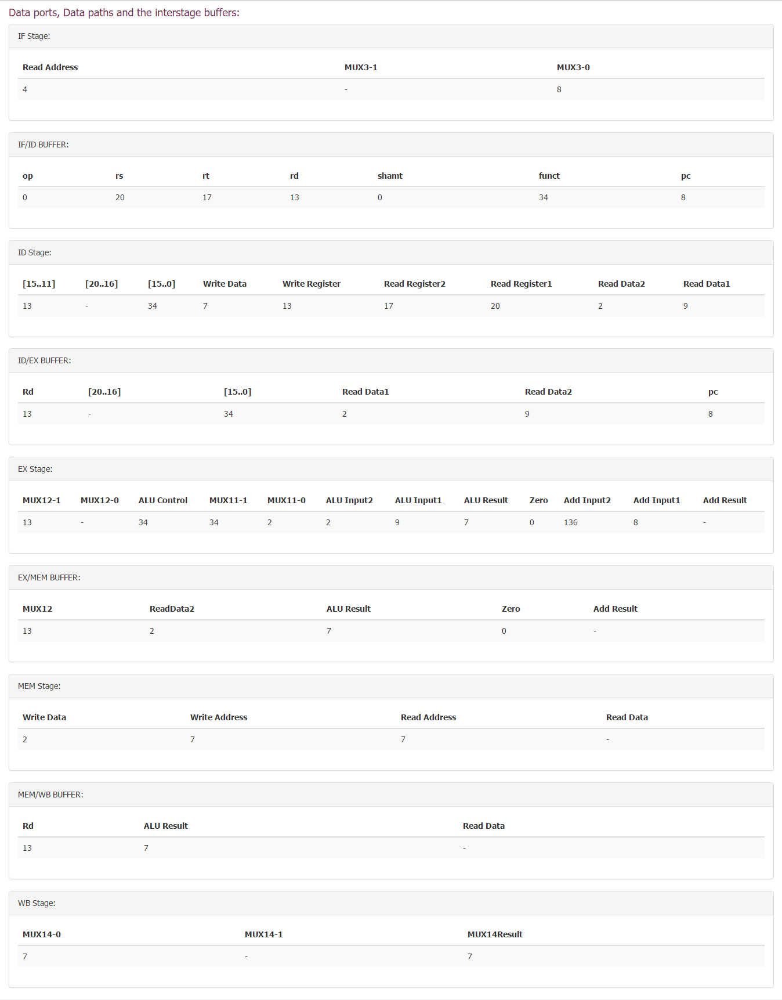 Data ports, Data paths and the interstage buffers:
IF Stage:
Read Address MUX3-1 MUX3-0
4 - 8
IF/ID BUFFER:
op rs rt rd shamt funct pc
0 20 17 13 0 34 8
ID Stage:
[15..11] [20..16] [15..0] Write Data Write Register Read Register2 Read Register1 Read Data2 Read Data1
13 - 34 7 13 17 20 2 9
ID/EX BUFFER:
Rd [20..16] [15..0] Read Data1 Read Data2 pc
13 - 34 2 9 8
EX Stage:
MUX12-1 MUX12-0 ALU Control MUX11-1 MUX11-0 ALU Input2 ALU Input1 ALU Result Zero Add Input2 Add Input1 Add Result
13 - 34 34 2 2 9 7 0 136 8 -
EX/MEM BUFFER:
MUX12 ReadData2 ALU Result Zero Add Result
13 2 7 0 -
MEM Stage:
Write Data Write Address Read Address Read Data
2 7 7 -
MEM/WB BUFFER:
Rd ALU Result Read Data
13 7 -
WB Stage:
MUX14-0 MUX14-1 MUX14Result
7 - 7